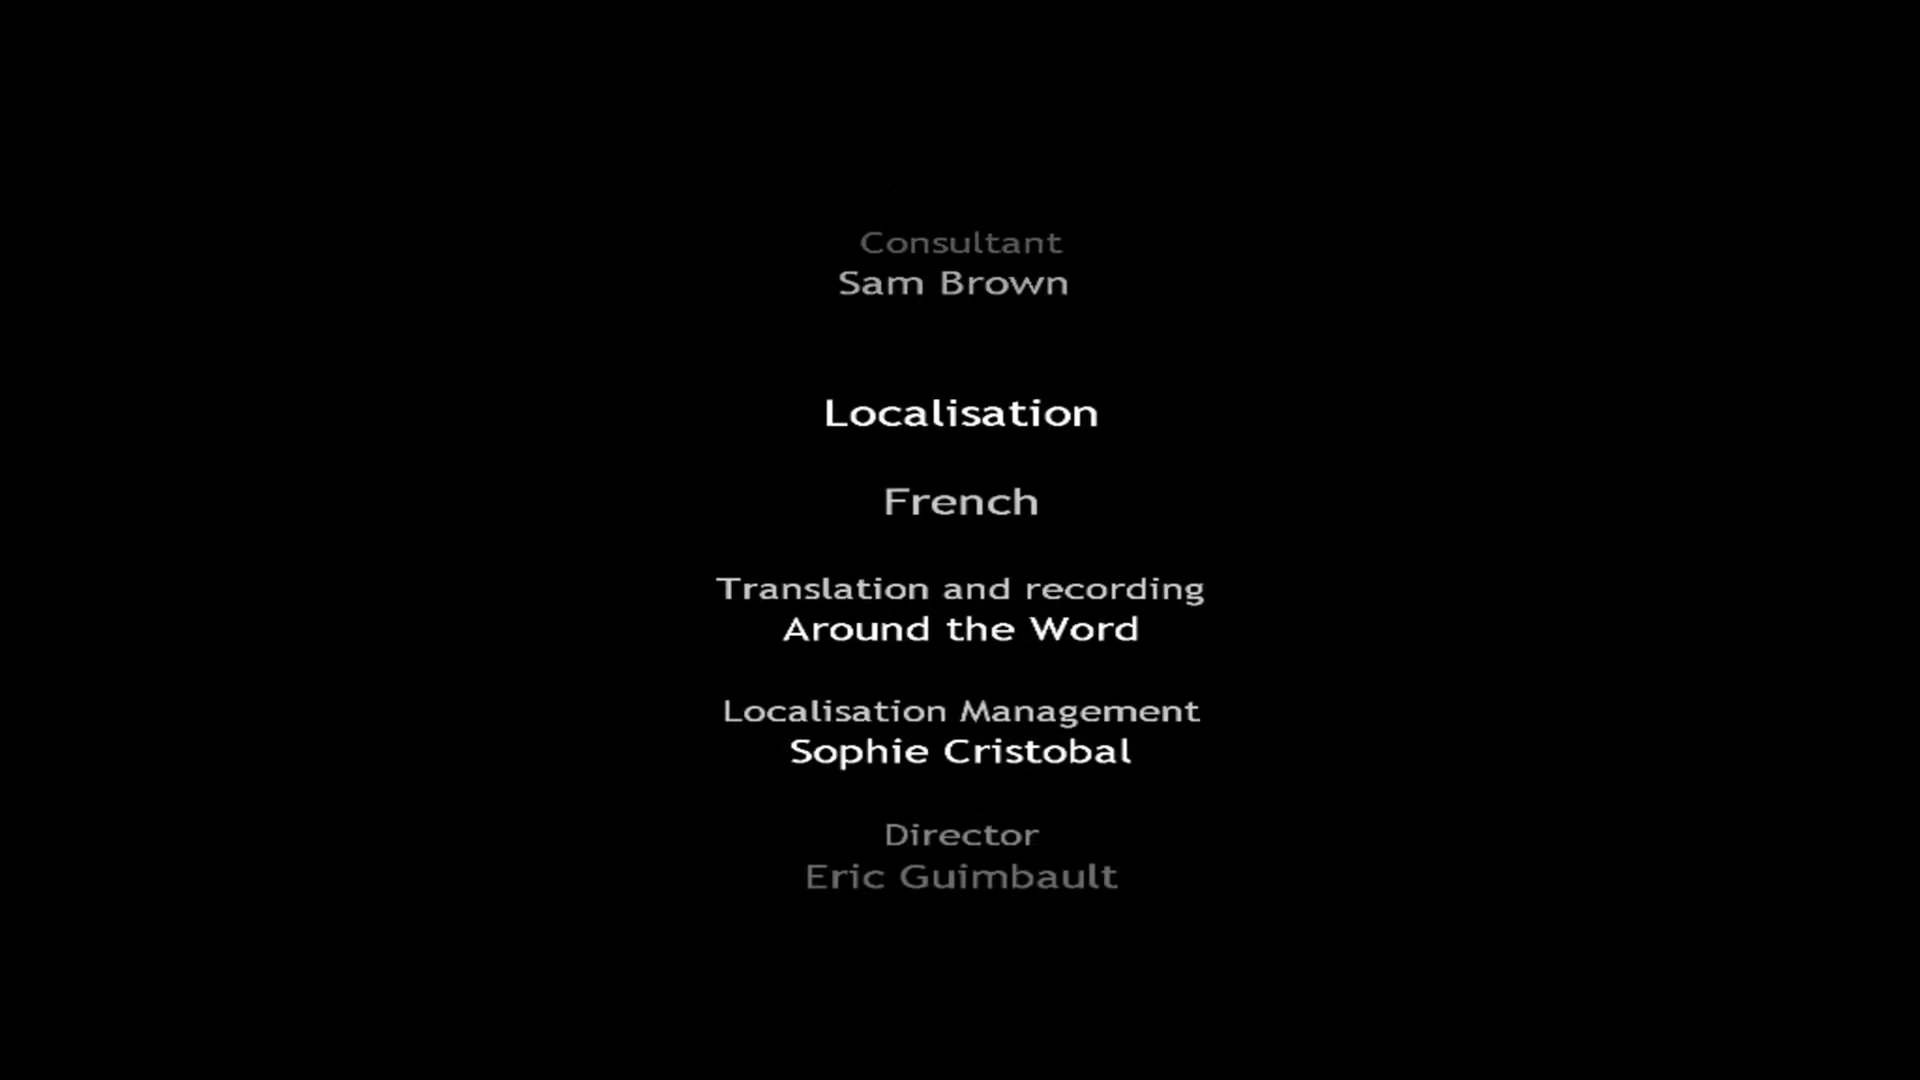 Consultant
Sam Brown
Localisation
French
Translation and recording
Around the Word
Localisation Management
Sophie Cristobal
Director
Eric Guimbault